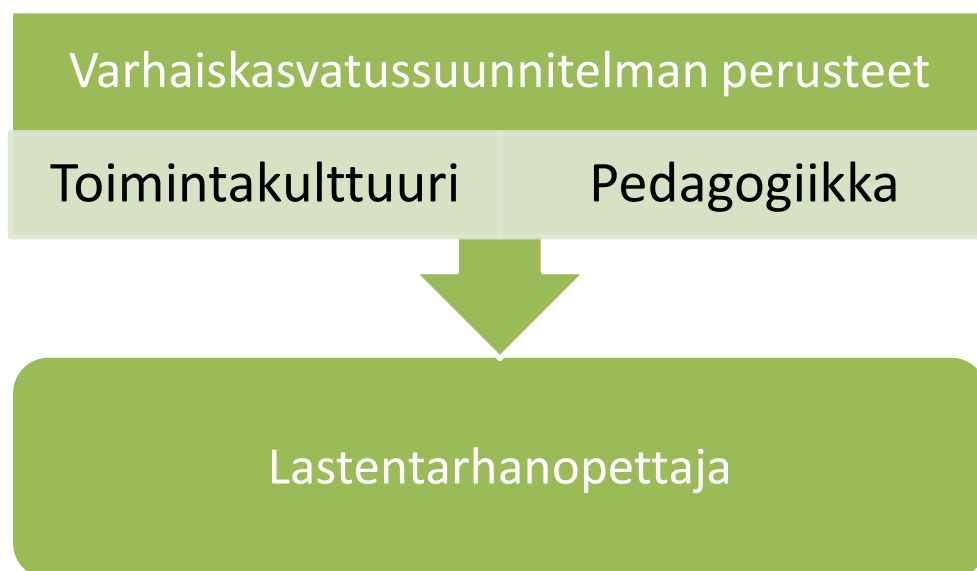 Varhaiskasvatussuunnitelman perusteet
Toimintakulttuuri
Pedagogiikka
Lastentarhanopettaja